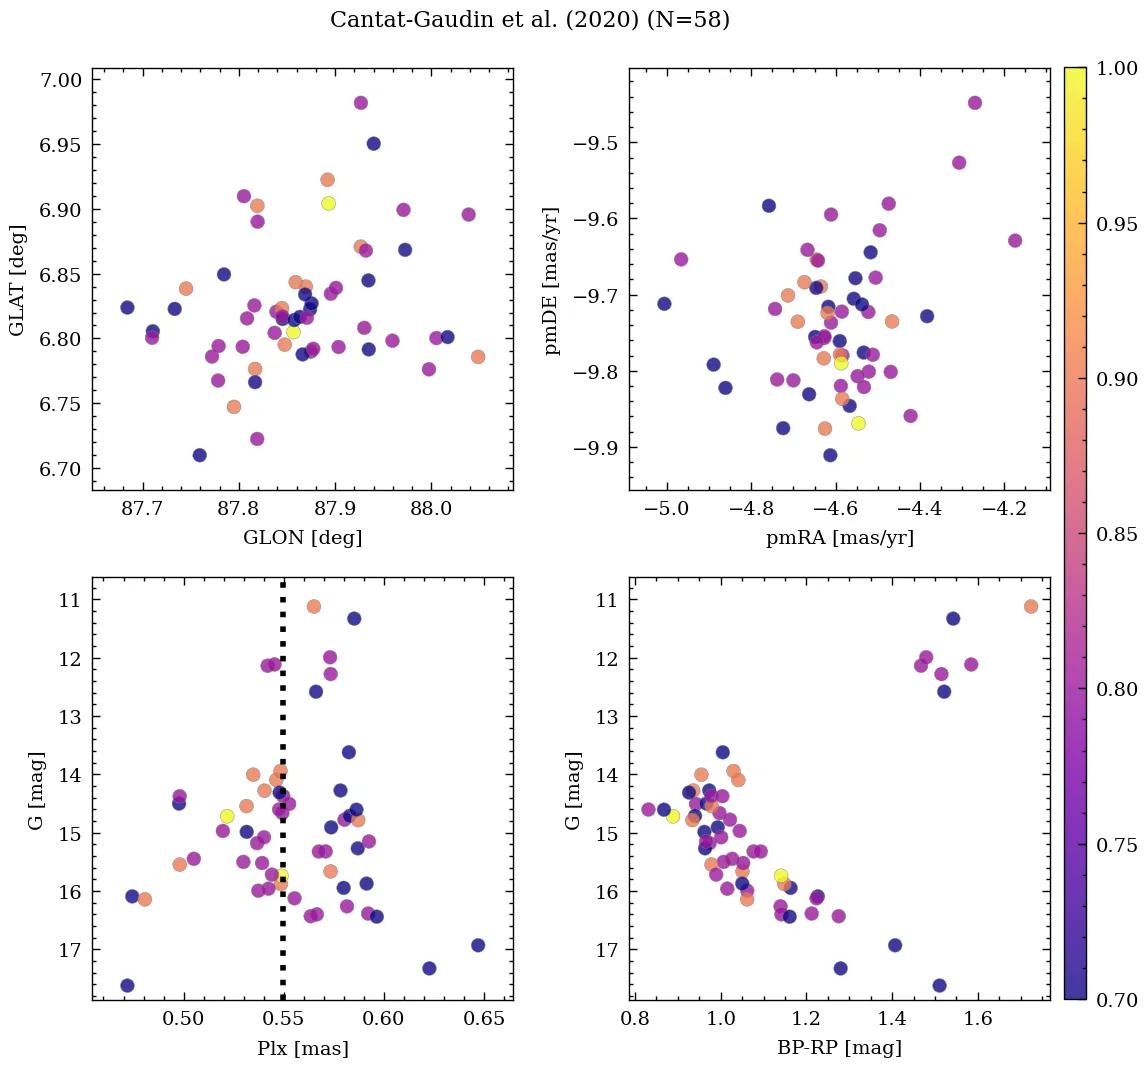 Cantat-Gaudin et al. (2020) (N=58)
7.00
6.95
6.90
6.85
6.80
6.75
6.70
GLAT [deg]
87.7 87.8 87.9 88.0
GLON [deg]
−9.5
−9.6
−9.7
−9.8
−9.9
pmDE [mas/yr]
−5.0 −4.8 −4.6 −4.4 −4.2
pmRA [mas/yr]
11
12
13
14
15
16
17
G [mag]
0.50 0.55 0.60 0.65
Plx [mas]
11
12
13
14
15
16
17
G [mag]
0.8 1.0 1.2 1.4 1.6
BP-RP [mag]
1.00
0.95
0.90
0.85
0.80
0.75
0.70